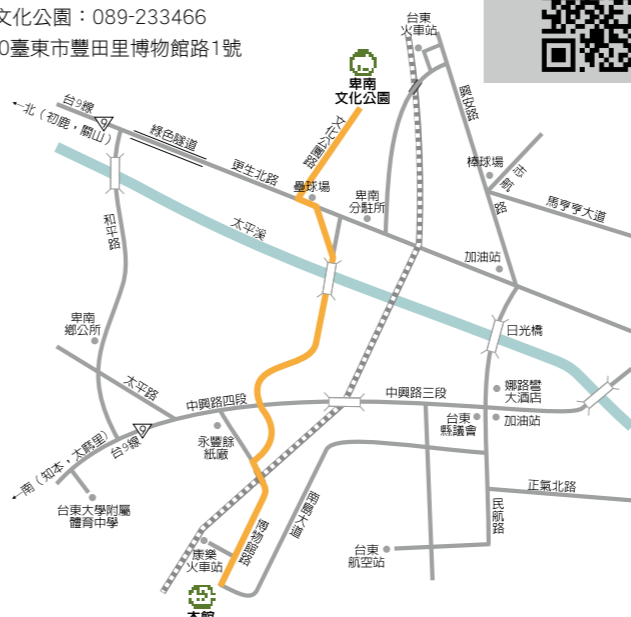 文化公園：089-233466
0臺東市豐田里博物館路1號
台東
火車站
卑南
文化公園
台9線
←北（初鹿，關山）
9
綠色隧道
更生北路
文化公園路
壘球場
卑南
分駐所
興安路
棒球場
志航路
馬亨亨大道
和平路
太平溪
加油站
日光橋
卑南
鄉公所
太平路
中興路四段
中興路三段
娜路彎
大酒店
台東
縣議會
加油站
永豐餘
紙廠
9
台9線
←南（知本，太麻里）
台東大學附屬
體育中學
南島大道
博物館路
康樂
火車站
正氣北路
民航路
台東
航空站
本館